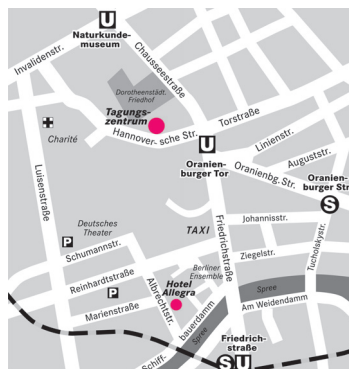 U
Naturkunde-
museum
Invalidenstr.
Chausseestraße
Dorotheenstädt.
Friedhof
Tagungs-
zentrum
Hannover- sche Str.
Torstraße
Charité
U
Oranien-
burger Tor
Linienstr.
Auguststr.
Oranienbg. Str.
Oranien-
burger Str
S
Luisenstraße
Deutsches
Theater
P
Schumannstr.
TAXI
Friedrichstraße
Johannisstr.
Tucholskystr.
Ziegelstr.
Reinhardtstraße
P
Marienstraße
Albrechtstr.
Hotel
Allegra
Berliner
Ensemble
Spree
Am Weidendamm
bauerdamm
Spree
Schiff-
Friedrich-
straße
S
U